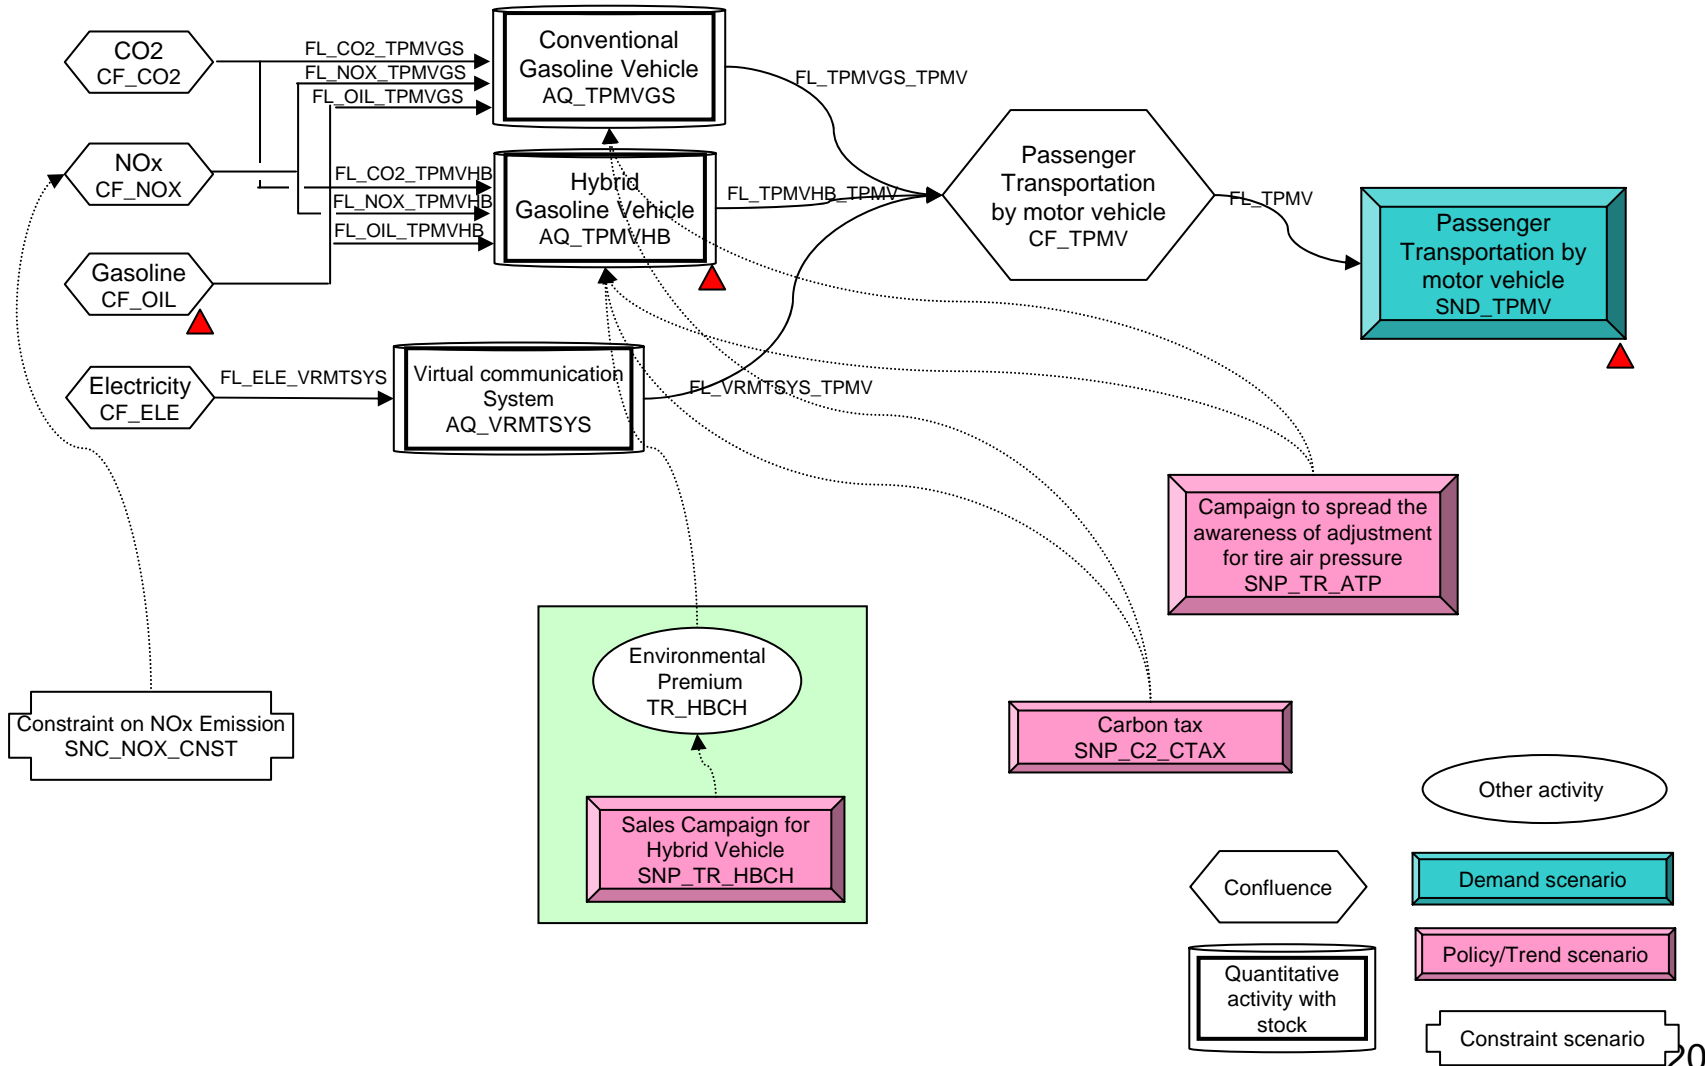 CO2
CF_CO2
FL_CO2_TPMVGS
FL_NOX_TPMVGS
FL_OIL_TPMVGS
Conventional
Gasoline Vehicle
AQ_TPMVGS
FL_TPMVGS_TPMV
NOx
CF_NOX
FL_CO2_TPMVHB
FL_NOX_TPMVHB
FL_OIL_TPMVHB
Hybrid
Gasoline Vehicle
AQ_TPMVHB
FL_TPMVHB_TPMV
Passenger
Transportation
by motor vehicle
CF_TPMV
FL_TPMV
Passenger
Transportation by
motor vehicle
SND_TPMV
Gasoline
CF_OIL
Electricity
CF_ELE
FL_ELE_VRMTSYS
Virtual communication
System
AQ_VRMTSYS
FL_VRMTSYS_TPMV
Campaign to spread the
awareness of adjustment
for tire air pressure
SNP_TR_ATP
Environmental
Premium
TR_HBCH
Constraint on NOx Emission
SNC_NOX_CNST
Carbon tax
SNP_C2_CTAX
Sales Campaign for
Hybrid Vehicle
SNP_TR_HBCH
Other activity
Confluence
Demand scenario
Quantitative
activity with
stock
Policy/Trend scenario
Constraint scenario
20